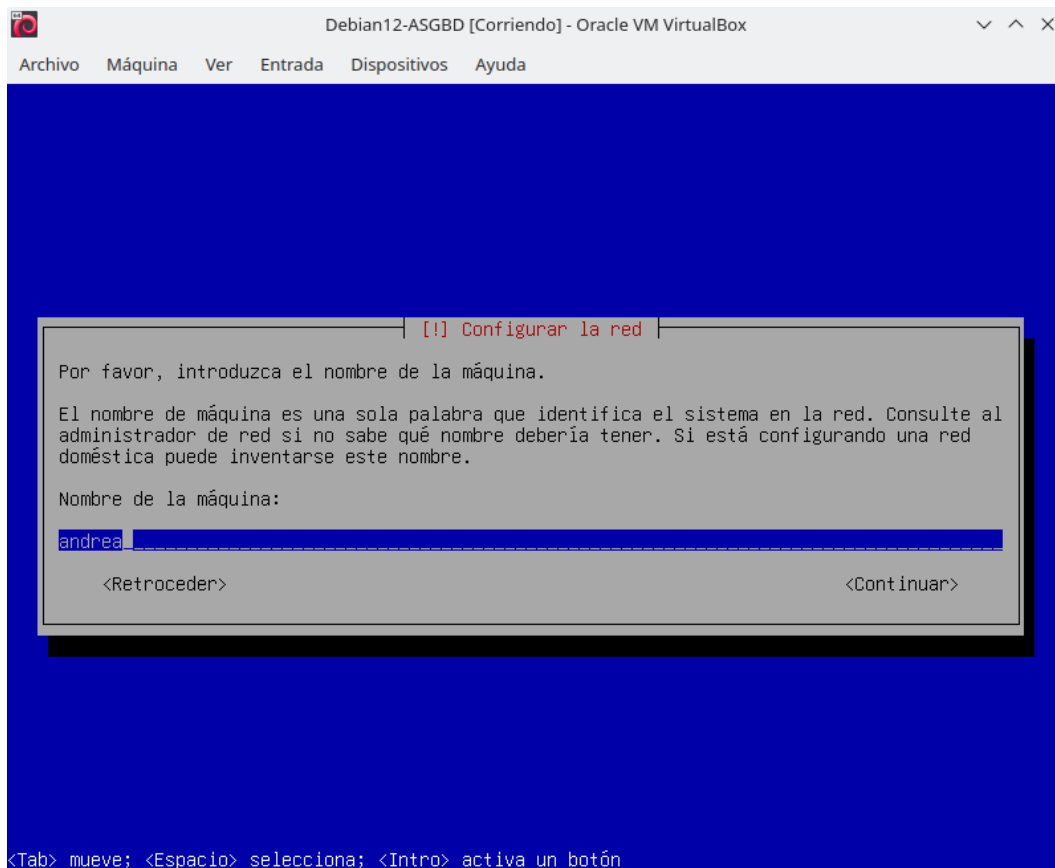 Debian12-ASGBD [Corriendo] - Oracle VM VirtualBox
Archivo Máquina Ver Entrada Dispositivos Ayuda
[!] Configurar la red
Por favor, introduzca el nombre de la máquina.
El nombre de máquina es una sola palabra que identifica el sistema en la red. Consulte al
administrador de red si no sabe qué nombre debería tener. Si está configurando una red
doméstica puede inventarse este nombre.
Nombre de la máquina:
andrea
<Retroceder> <Continuar>
<Tab> mueve; <Espacio> selecciona; <Intro> activa un botón